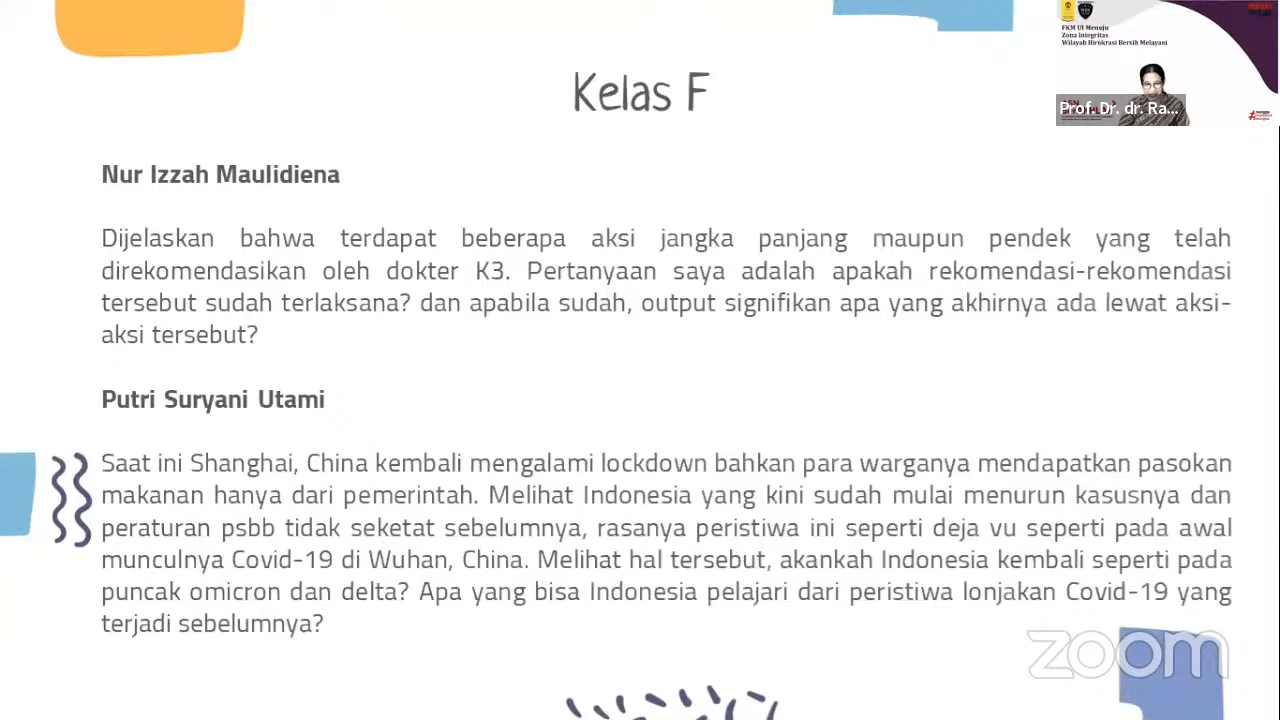 FKM UI Menuju
Zona Integritas
Wilayah Birokrasi Bersih Melayani
Prof. Dr. dr. Ra...
Kelas F
Nur Izzah Maulidiena
Dijelaskan bahwa terdapat beberapa aksi jangka panjang maupun pendek yang telah
direkomendasikan oleh dokter K3. Pertanyaan saya adalah apakah rekomendasi-rekomendasi
tersebut sudah terlaksana? dan apabila sudah, output signifikan apa yang akhirnya ada lewat aksi-
aksi tersebut?
Putri Suryani Utami
Saat ini Shanghai, China kembali mengalami lockdown bahkan para warganya mendapatkan pasokan
makanan hanya dari pemerintah. Melihat Indonesia yang kini sudah mulai menurun kasusnya dan
peraturan psbb tidak seketat sebelumnya, rasanya peristiwa ini seperti deja vu seperti pada awal
munculnya Covid-19 di Wuhan, China. Melihat hal tersebut, akankah Indonesia kembali seperti pada
puncak omicron dan delta? Apa yang bisa Indonesia pelajari dari peristiwa lonjakan Covid-19 yang
terjadi sebelumnya?
zoom